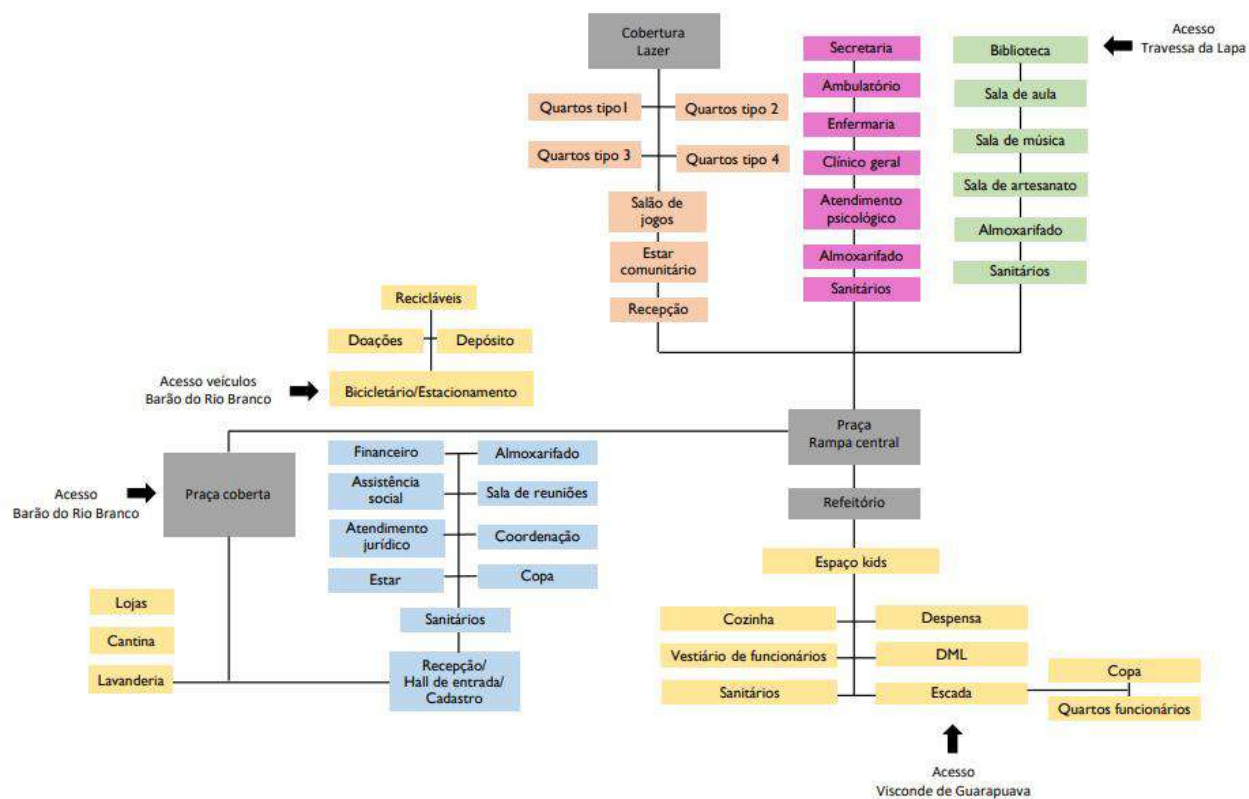 Cobertura
Lazer
Quartos tipo1
Quartos tipo 2
Quartos tipo 3
Quartos tipo 4
Salão de
jogos
Estar
comunitário
Recepção
Secretaria
Ambulatório
Enfermaria
Clínico geral
Atendimento
psicológico
Almoxarifado
Sanitários
Biblioteca
Sala de aula
Sala de música
Sala de artesanato
Almoxarifado
Sanitários
Acesso
Travessa da Lapa
Recicláveis
Doações
Depósito
Bicicletário/Estacionamento
Acesso veículos
Barão do Rio Branco
Praça
Rampa central
Praça coberta
Acesso
Barão do Rio Branco
Financeiro
Almoxarifado
Assistência
social
Sala de reuniões
Atendimento
jurídico
Coordenação
Estar
Copa
Sanitários
Recepção/
Hall de entrada/
Cadastro
Lojas
Cantina
Lavanderia
Refeitório
Espaço kids
Cozinha
Despensa
Vestiário de funcionários
DML
Sanitários
Escada
Copa
Quartos funcionários
Acesso
Visconde de Guarapuava